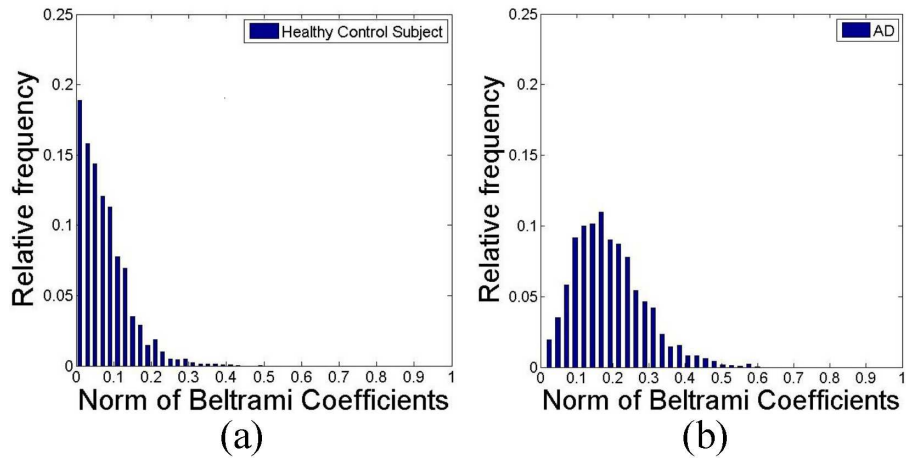 Healthy Control Subject
Relative frequency
0.25
0.2
0.15
0.1
0.05
0
0 0.1 0.2 0.3 0.4 0.5 0.6 0.7 0.8 0.9 1
Norm of Beltrami Coefficients
(a)
AD
Relative frequency
0.25
0.2
0.15
0.1
0.05
0
0 0.1 0.2 0.3 0.4 0.5 0.6 0.7 0.8 0.9 1
Norm of Beltrami Coefficients
(b)